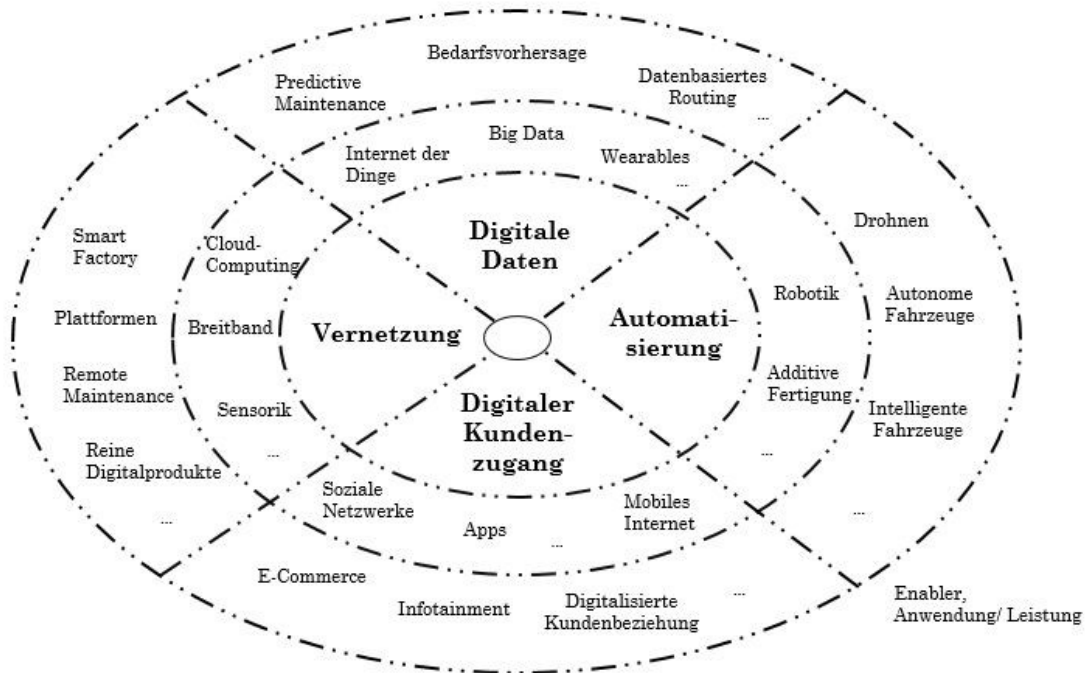 Bedarfsvorhersage
Predictive
Maintenance
Datenbasiertes
Routing
...
Big Data
Internet der
Dinge
Wearables
...
Digitale
Daten
Smart
Factory
Cloud-
Computing
Drohnen
Plattformen
Breitband
Vernetzung
Automati-
sierung
Robotik
Autonome
Fahrzeuge
Remote
Maintenance
Sensorik
...
Digitaler
Kunden-
zugang
Additive
Fertigung
...
Intelligente
Fahrzeuge
...
Reine
Digitalprodukte
...
Soziale
Netzwerke
Apps
...
Mobiles
Internet
E-Commerce
Infotainment
Digitalisierte
Kundenbeziehung
...
Enabler,
Anwendung/ Leistung